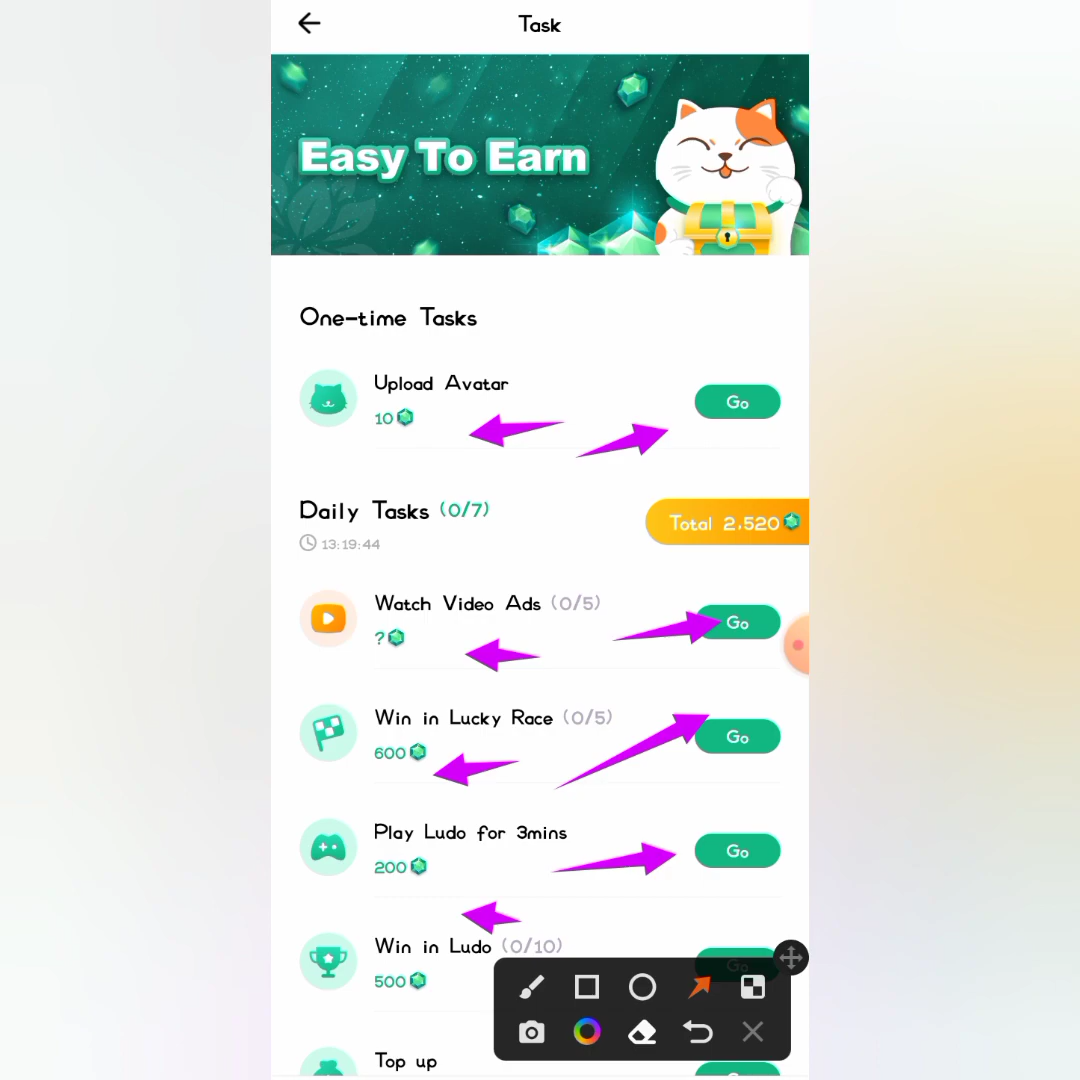 Task
Easy To Earn
One-time Tasks
Upload Avatar
10
Go
Daily Tasks (0/7)
13:19:44
Total 2,520
Watch Video Ads (0/5)
?
Go
Win in Lucky Race (0/5)
600
Go
Play Ludo for 3mins
200
Go
Win in Ludo (0/10)
500
Go
Top up